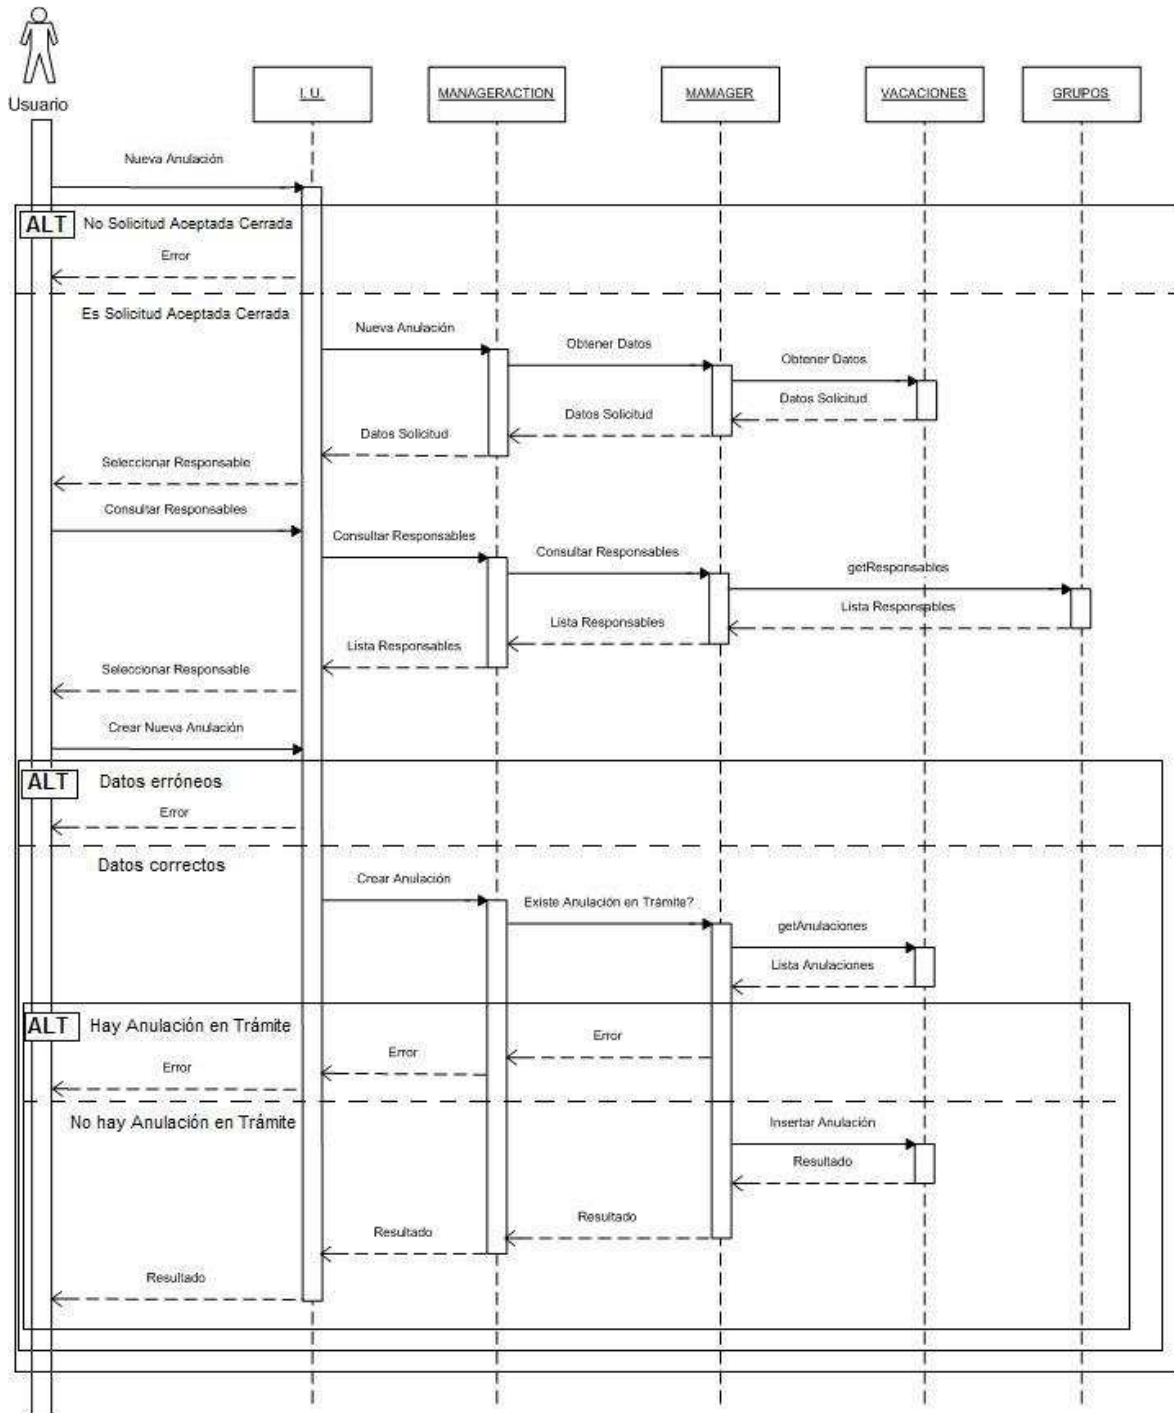 Usuario
I. U.
MANAGERACTION
MAMAGER
VACACIONES
GRUPOS
Nueva Anulación
ALT
No Solicitud Aceptada Cerrada
Error
Es Solicitud Aceptada Cerrada
Nueva Anulación
Obtener Datos
Obtener Datos
Datos Solicitud
Datos Solicitud
Datos Solicitud
Seleccionar Responsable
Consultar Responsables
Consultar Responsables
Consultar Responsables
getResponsables
Lista Responsables
Lista Responsables
Lista Responsables
Seleccionar Responsable
Crear Nueva Anulación
ALT
Datos erróneos
Error
Datos correctos
Crear Anulación
Existe Anulación en Trámite?
getAnulaciones
Lista Anulaciones
ALT
Hay Anulación en Trámite
Error
Error
Error
No hay Anulación en Trámite
Insertar Anulación
Resultado
Resultado
Resultado
Resultado